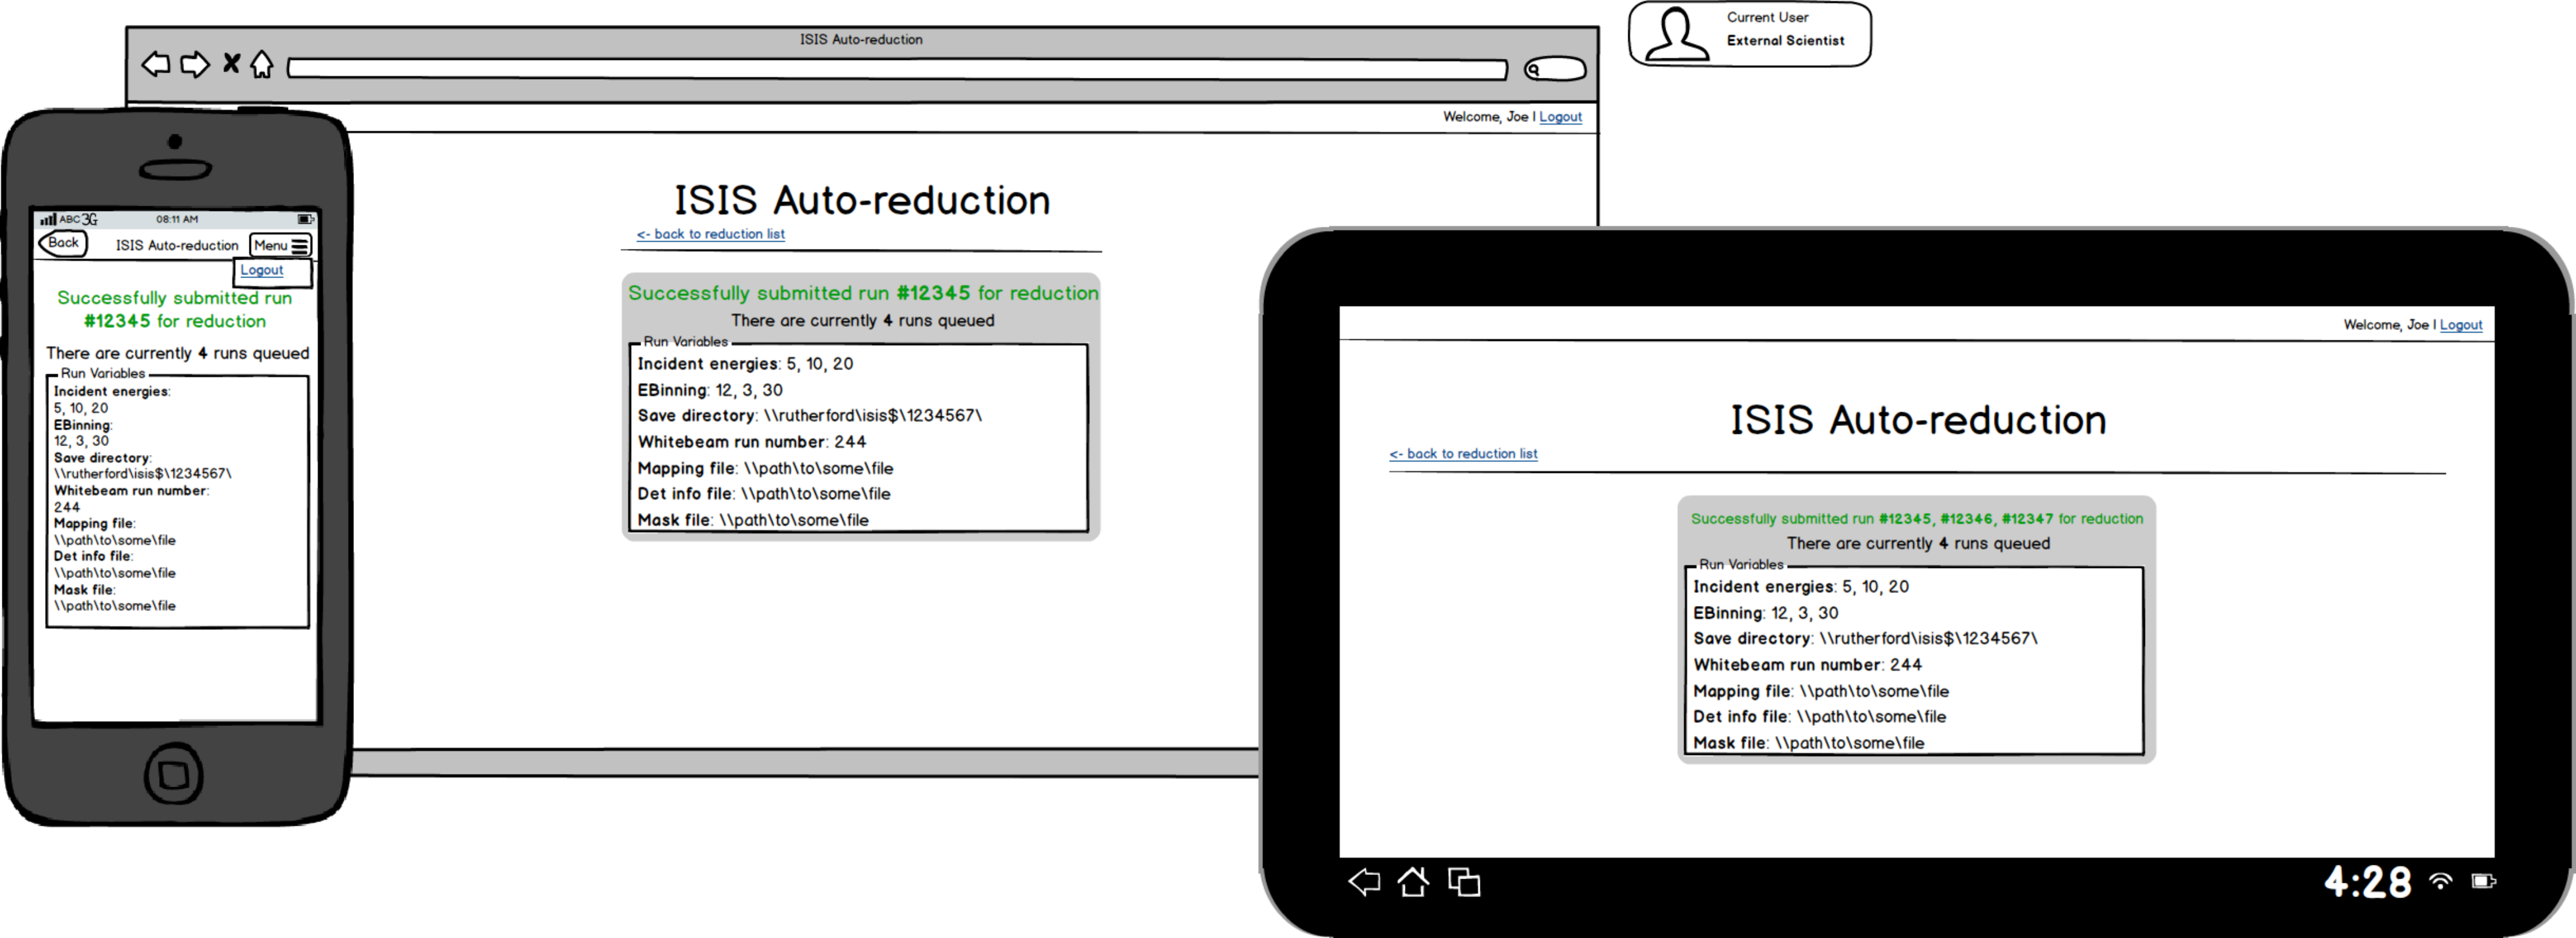 ISIS Auto-reduction
Current User
External Scientist
Welcome, Joe | Logout
ISIS Auto-reduction
<- back to reduction list
Successfully submitted run #12345 for reduction
There are currently 4 runs queued
Run Variables
Incident energies: 5, 10, 20
EBinning: 12, 3, 30
Save directory: \\rutherford\isis$\1234567\
Whitebeam run number: 244
Mapping file: \\path\to\some\file
Det info file: \\path\to\some\file
Mask file: \\path\to\some\file
ABC 3G 08:11 AM
Back ISIS Auto-reduction Menu
Logout
Successfully submitted run
#12345 for reduction
There are currently 4 runs queued
Run Variables
Incident energies:
5, 10, 20
EBinning:
12, 3, 30
Save directory:
\\rutherford\isis$\1234567\
Whitebeam run number:
244
Mapping file:
\\path\to\some\file
Det info file:
\\path\to\some\file
Mask file:
\\path\to\some\file
Welcome, Joe | Logout
ISIS Auto-reduction
<- back to reduction list
Successfully submitted run #12345, #12346, #12347 for reduction
There are currently 4 runs queued
Run Variables
Incident energies: 5, 10, 20
EBinning: 12, 3, 30
Save directory: \\rutherford\isis$\1234567\
Whitebeam run number: 244
Mapping file: \\path\to\some\file
Det info file: \\path\to\some\file
Mask file: \\path\to\some\file
4:28